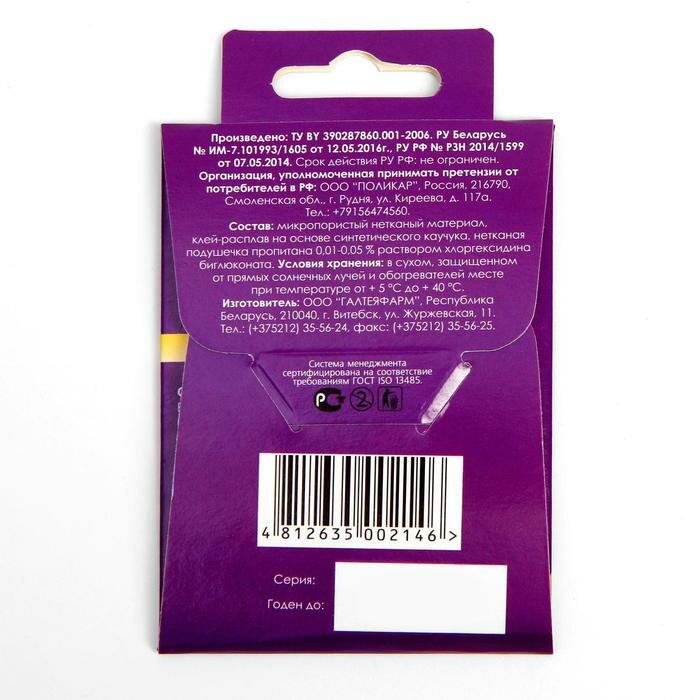 Произведено: ТУ BY 390287860.001-2006. РУ Беларусь
№ ИМ-7.101993/1605 от 12.05.2016г., РУ РФ № РЗН 2014/1599
от 07.05.2014. Срок действия РУ РФ: не ограничен.
Организация, уполномоченная принимать претензии от
потребителей в РФ: ООО "ПОЛИКАР", Россия, 216790,
Смоленская обл., г. Рудня, ул. Киреева, д. 117а.
Тел.: +79156474560.
Состав: микропористый нетканый материал,
клей-расплав на основе синтетического каучука, нетканая
подушечка пропитана 0,01-0.05 % раствором хлоргексидина
биглюконата. Условия хранения: в сухом, защищенном
от прямых солнечных лучей и обогревателей месте
при температуре от + 5 °C до + 40 °C.
Изготовитель: ООО "ГАЛТЕЯФАРМ", Республика
Беларусь, 210040, г. Витебск, ул. Журжевская, 11.
Тел.: (+375212) 35-56-24, факс: (+375212) 35-56-25.
Система менеджмента
сертифицирована на соответствие
требованиям ГОСТ ISO 13485.
4 812635 002146 >
Серия:
Годен до: